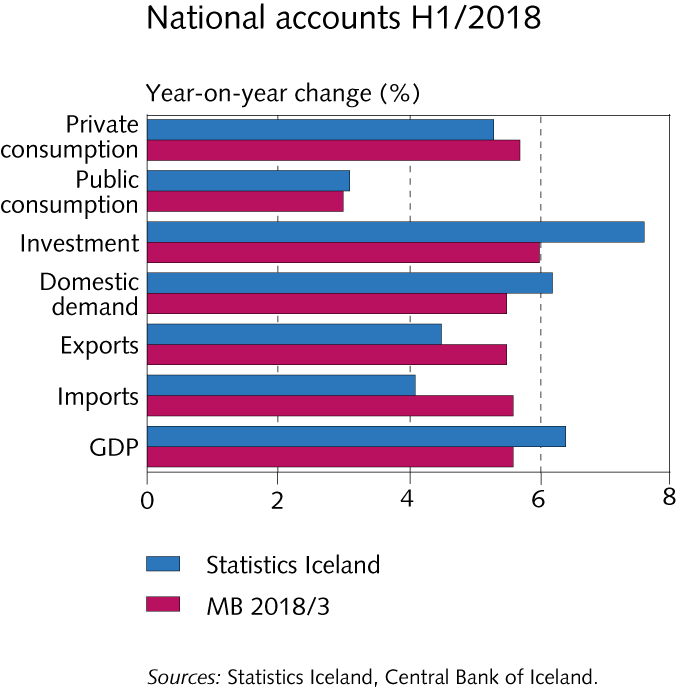 National accounts H1/2018
Year-on-year change (%)
Private
consumption
Public
consumption
Investment
Domestic
demand
Exports
Imports
GDP
0 2 4 6 8
Statistics Iceland
MB 2018/3
Sources: Statistics Iceland, Central Bank of Iceland.